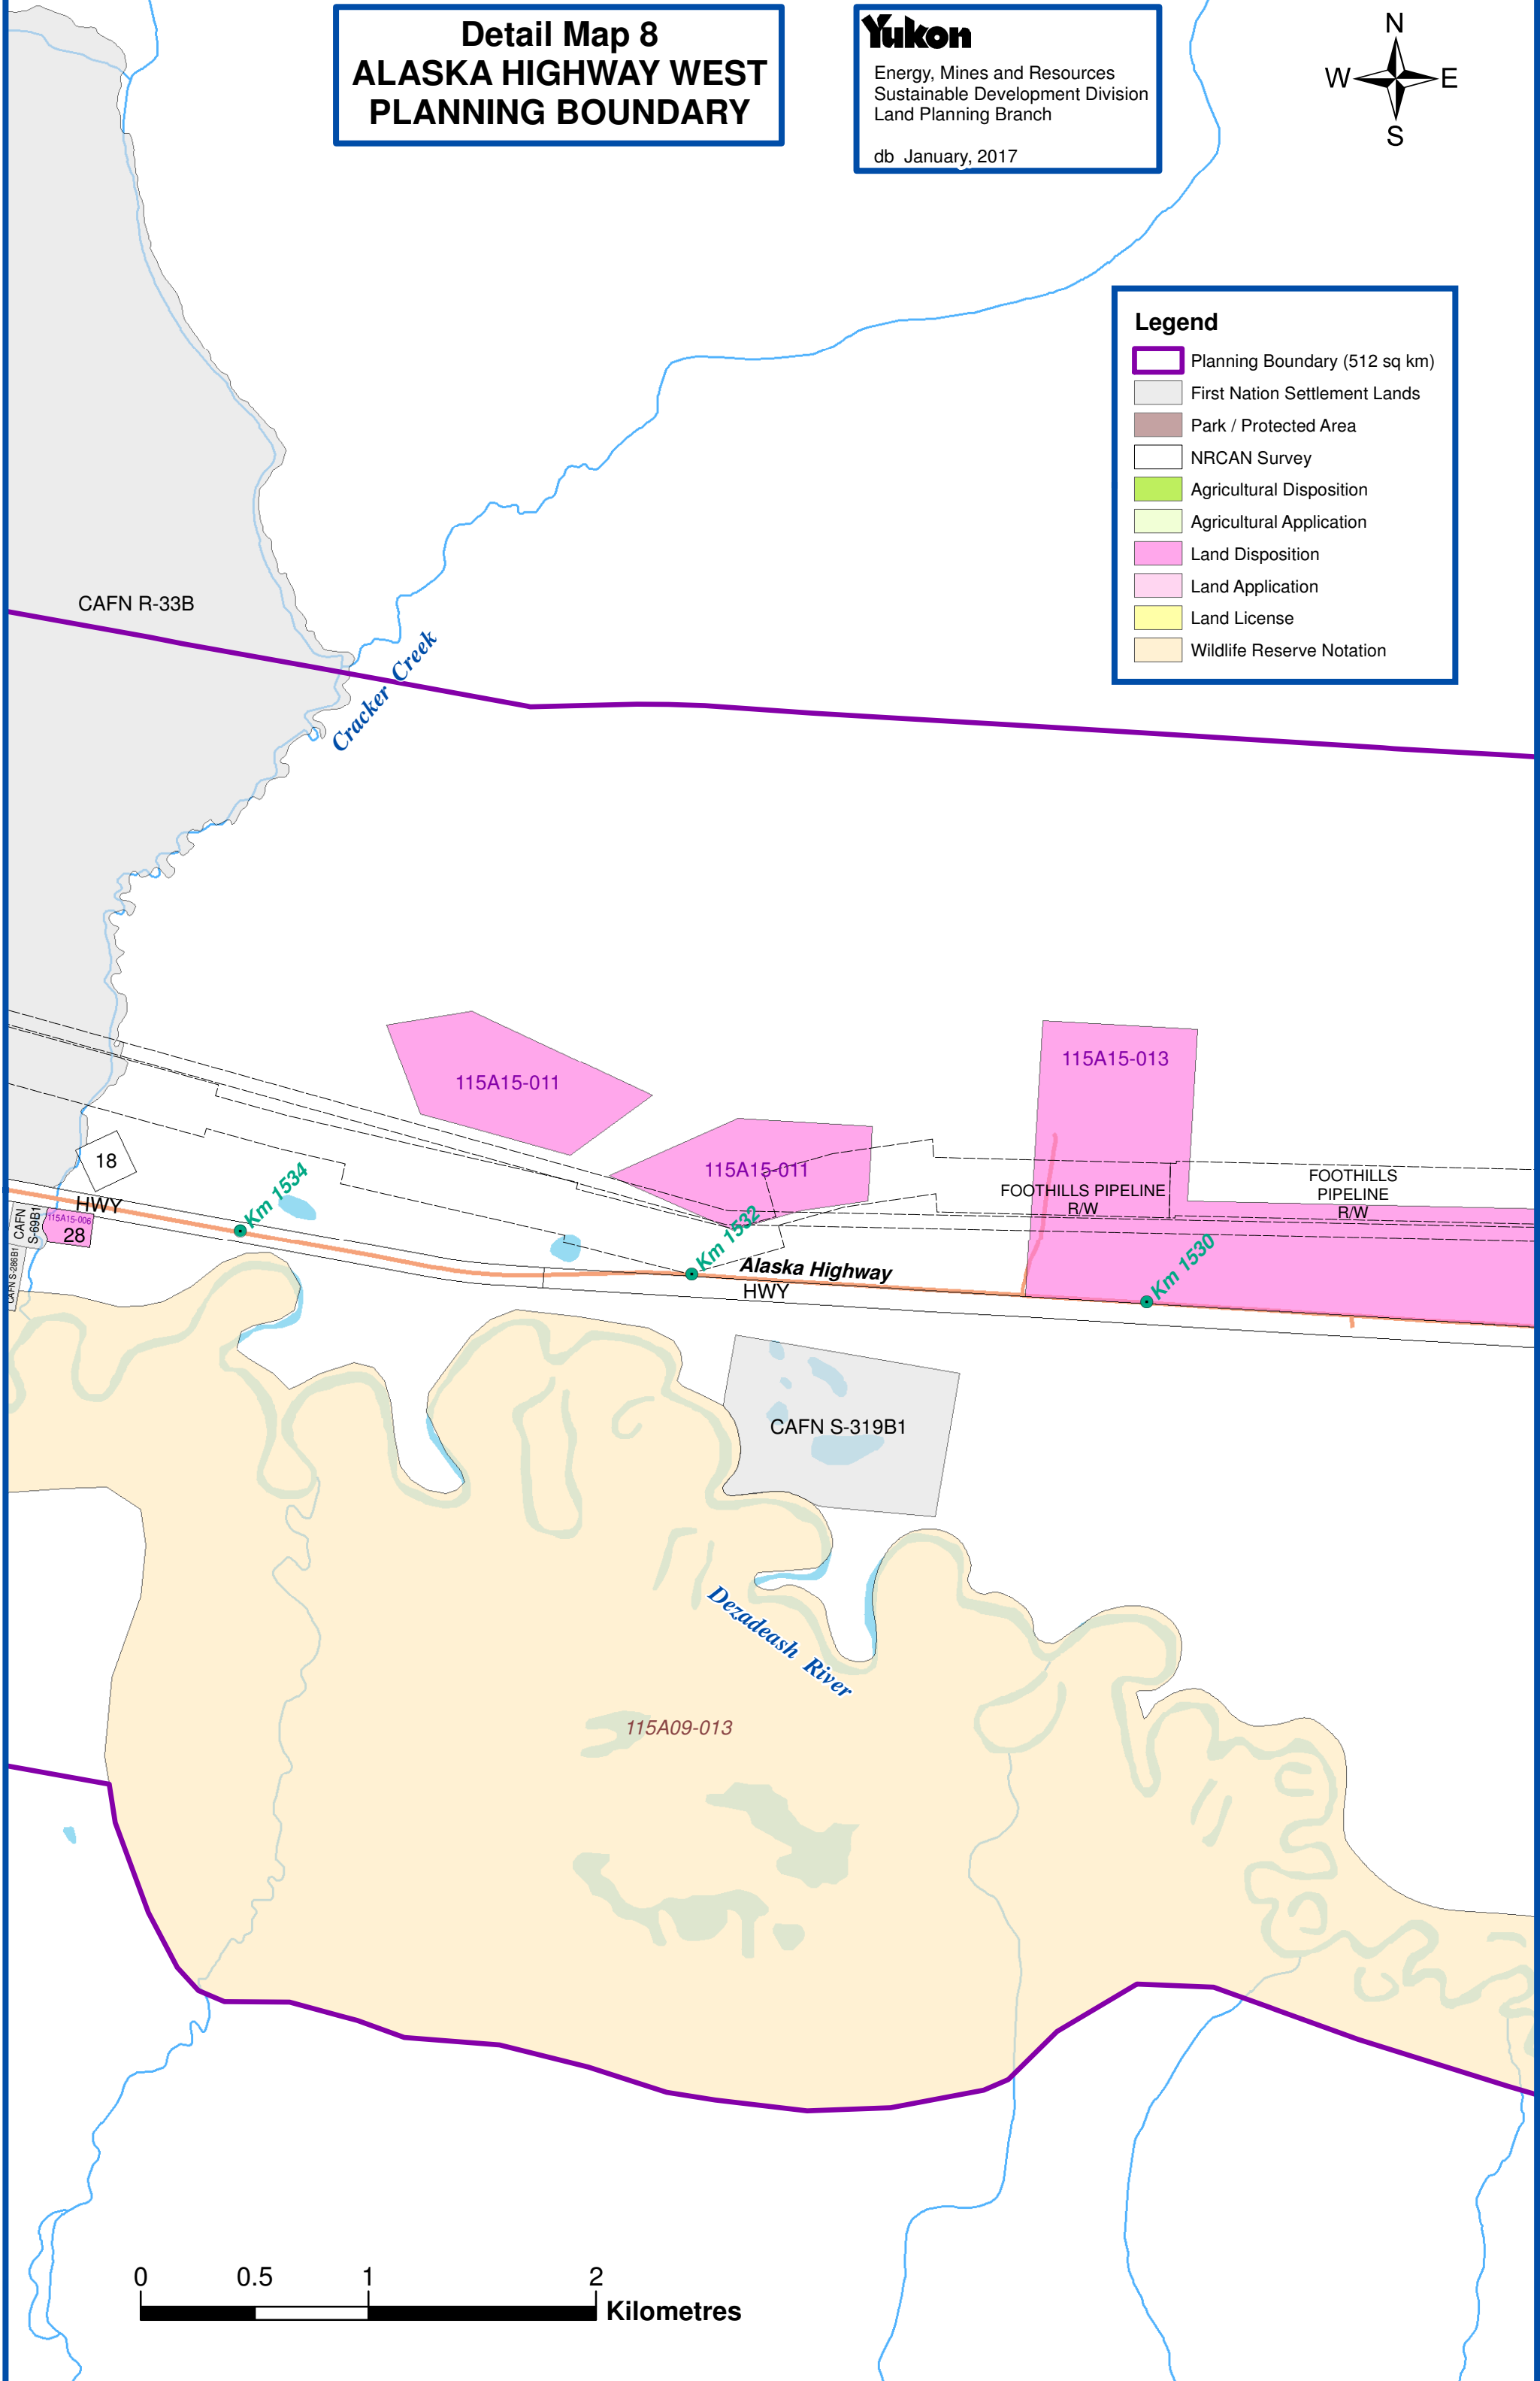 Detail Map 8
ALASKA HIGHWAY WEST
PLANNING BOUNDARY
Yukon
Energy, Mines and Resources
Sustainable Development Division
Land Planning Branch
db January, 2017
N
W
E
S
Legend
Planning Boundary (512 sq km)
First Nation Settlement Lands
Park / Protected Area
NRCAN Survey
Agricultural Disposition
Agricultural Application
Land Disposition
Land Application
Land License
Wildlife Reserve Notation
CAFN R-33B
Cracker Creek
115A15-011
115A15-013
115A15-011
FOOTHILLS PIPELINE
R/W
FOOTHILLS
PIPELINE
R/W
18
HWY
Km 1534
CAFN
S-69B1
115A15-006
28
CAFN S-286B1
Km 1532
Alaska Highway
HWY
Km 1530
CAFN S-319B1
Dezadeash River
115A09-013
0
0.5
1
2
Kilometres